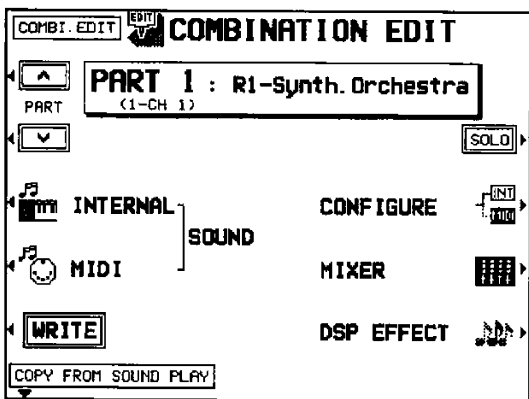 COMBI.EDIT EDIT COMBINATION EDIT
PART 1 : R1-Synth.Orchestra
(1-CH 1)
PART
SOLO
INTERNAL
SOUND
MIDI
CONFIGURE INT
MIXER
WRITE
DSP EFFECT
COPY FROM SOUND PLAY